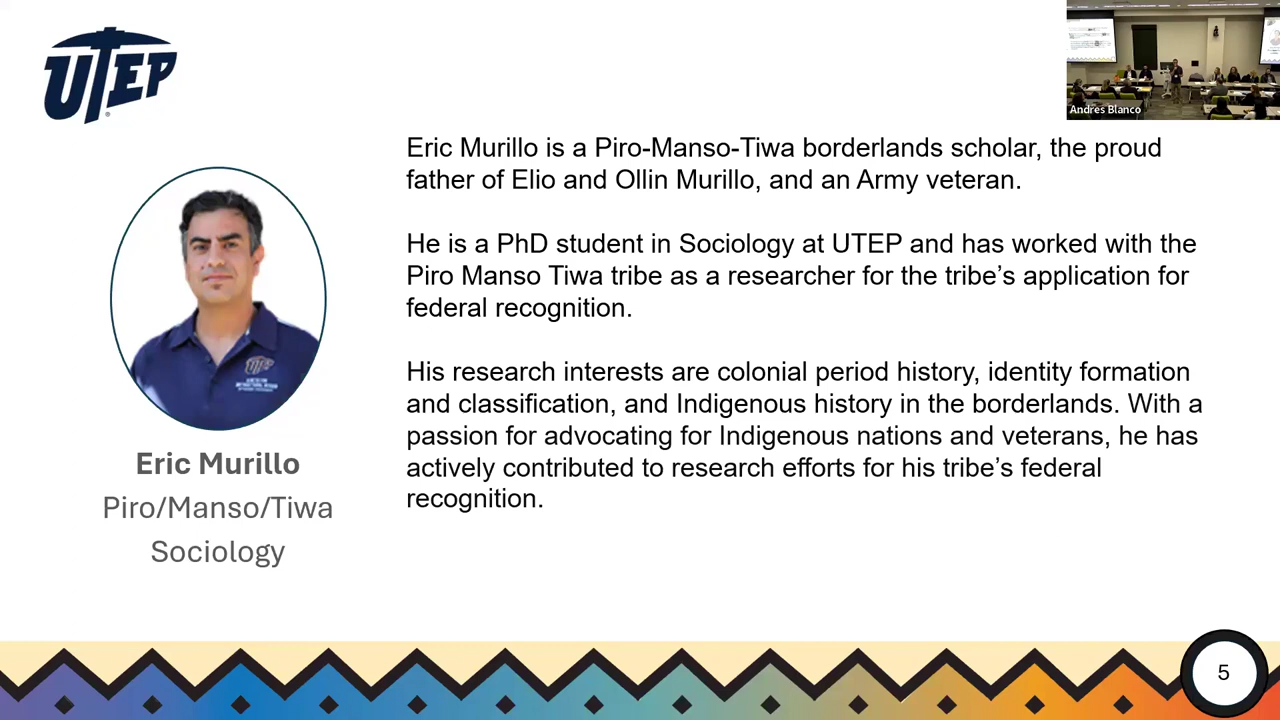 UTEP
Andres Blanco
Eric Murillo is a Piro-Manso-Tiwa borderlands scholar, the proud
father of Elio and Ollin Murillo, and an Army veteran.
He is a PhD student in Sociology at UTEP and has worked with the
Piro Manso Tiwa tribe as a researcher for the tribe’s application for
federal recognition.
His research interests are colonial period history, identity formation
and classification, and Indigenous history in the borderlands. With a
passion for advocating for Indigenous nations and veterans, he has
actively contributed to research efforts for his tribe’s federal
recognition.
Eric Murillo
Piro/Manso/Tiwa
Sociology
5